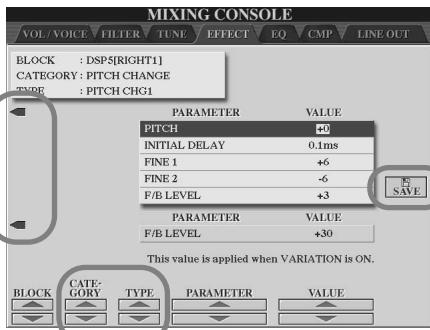 MIXING CONSOLE
VOL / VOICE FILTER TUNE EFFECT EQ CMP LINE OUT
BLOCK : DSP5[RIGHT1]
CATEGORY : PITCH CHANGE
TYPE : PITCH CHG1
PARAMETER VALUE
PITCH +0
INITIAL DELAY 0.1ms
FINE 1 +6
FINE 2 -6
F/B LEVEL +3
SAVE
PARAMETER VALUE
F/B LEVEL +30
This value is applied when VARIATION is ON.
BLOCK CATE-GORY TYPE PARAMETER VALUE